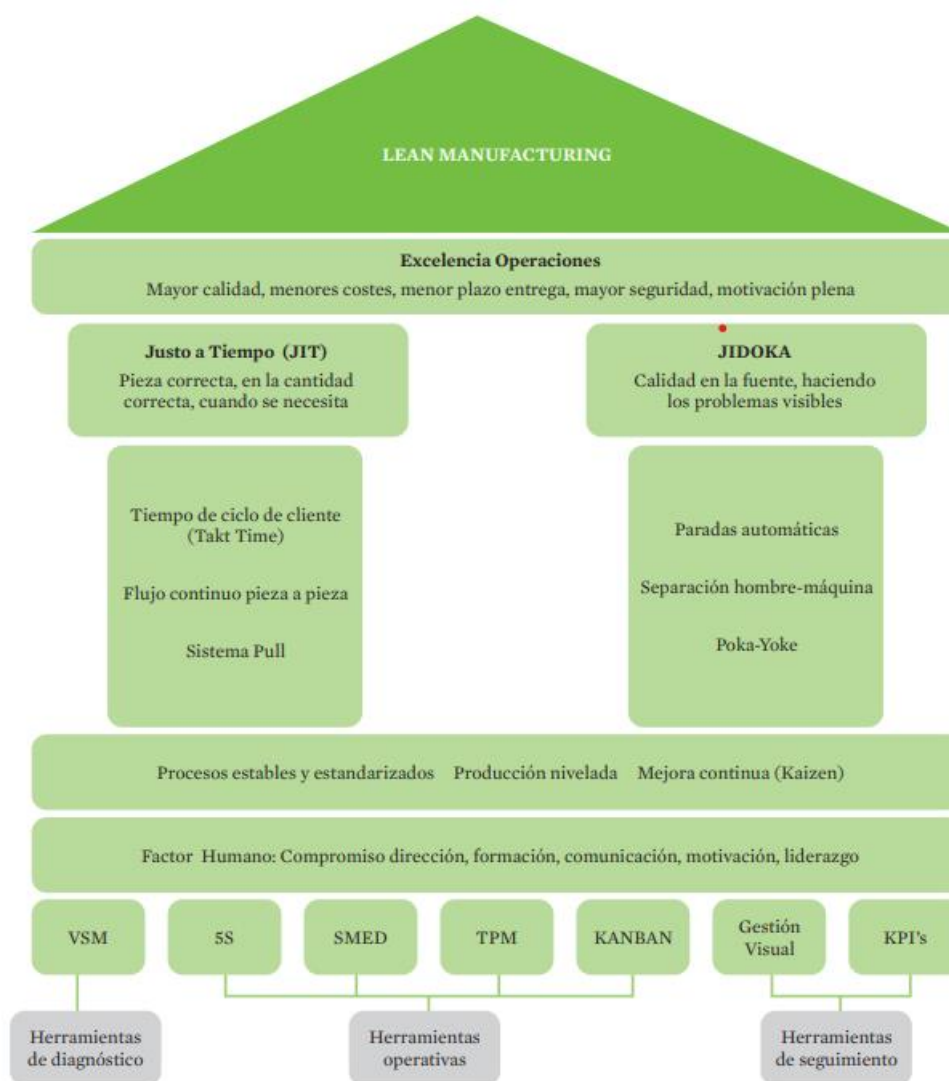 LEAN MANUFACTURING
Excelencia Operaciones
Mayor calidad, menores costes, menor plazo entrega, mayor seguridad, motivación plena
Justo a Tiempo (JIT)
Pieza correcta, en la cantidad
correcta, cuando se necesita
JIDOKA
Calidad en la fuente, haciendo
los problemas visibles
Tiempo de ciclo de cliente
(Takt Time)
Flujo continuo pieza a pieza
Sistema Pull
Paradas automáticas
Separación hombre-máquina
Poka-Yoke
Procesos estables y estandarizados Producción nivelada Mejora continua (Kaizen)
Factor Humano: Compromiso dirección, formación, comunicación, motivación, liderazgo
VSM
5S
SMED
TPM
KANBAN
Gestión
Visual
KPI's
Herramientas
de diagnóstico
Herramientas
operativas
Herramientas
de seguimiento